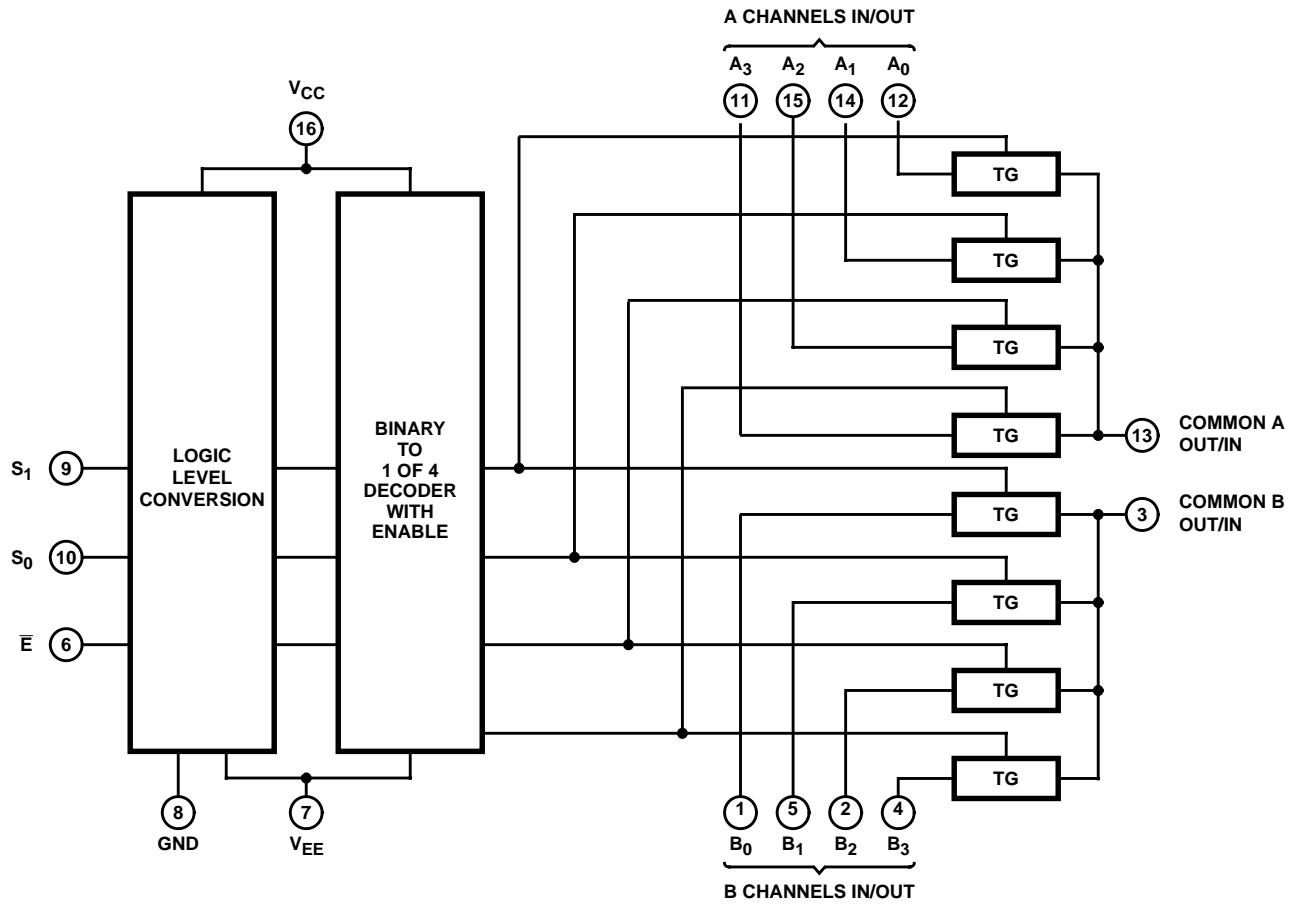 A CHANNELS IN/OUT
A3 A2 A1 A0
11 15 14 12
VCC
16
TG
TG
TG
TG
13 COMMON A
OUT/IN
BINARY
TO
1 OF 4
DECODER
WITH
ENABLE
LOGIC
LEVEL
CONVERSION
S1 9
S0 10
E̅ 6
TG
3 COMMON B
OUT/IN
TG
TG
TG
8
GND
7
VEE
1 5 2 4
B0 B1 B2 B3
B CHANNELS IN/OUT